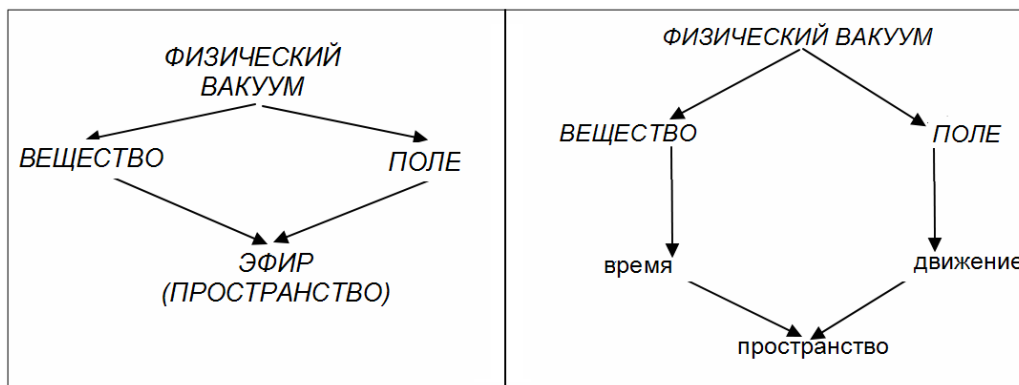 ФИЗИЧЕСКИЙ
ВАКУУМ
ВЕЩЕСТВО
ПОЛЕ
ЭФИР
(ПРОСТРАНСТВО)
ФИЗИЧЕСКИЙ ВАКУУМ
ВЕЩЕСТВО
ПОЛЕ
время
движение
пространство